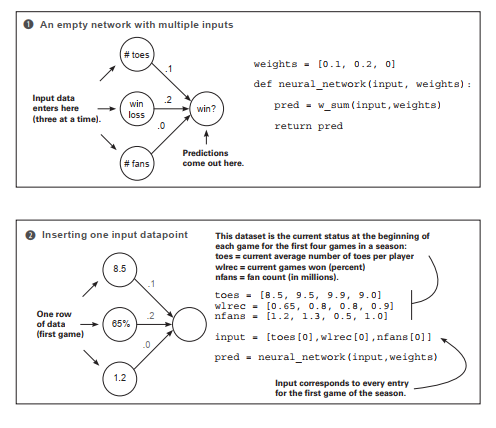 1 An empty network with multiple inputs
# toes
.1
weights = [0.1, 0.2, 0]
def neural_network(input, weights):
Input data
enters here
(three at a time).
win
loss
.2
win?
pred = w_sum(input,weights)
.0
return pred
# fans
Predictions
come out here.
2 Inserting one input datapoint
This dataset is the current status at the beginning of
each game for the first four games in a season:
toes = current average number of toes per player
wlrec = current games won (percent)
nfans = fan count (in millions).
8.5
.1
toes = [8.5, 9.5, 9.9, 9.0]
wlrec = [0.65, 0.8, 0.8, 0.9]
nfans = [1.2, 1.3, 0.5, 1.0]
One row
of data
(first game)
65%
.2
.0
input = [toes[0],wlrec[0],nfans[0]]
pred = neural_network(input,weights)
1.2
Input corresponds to every entry
for the first game of the season.